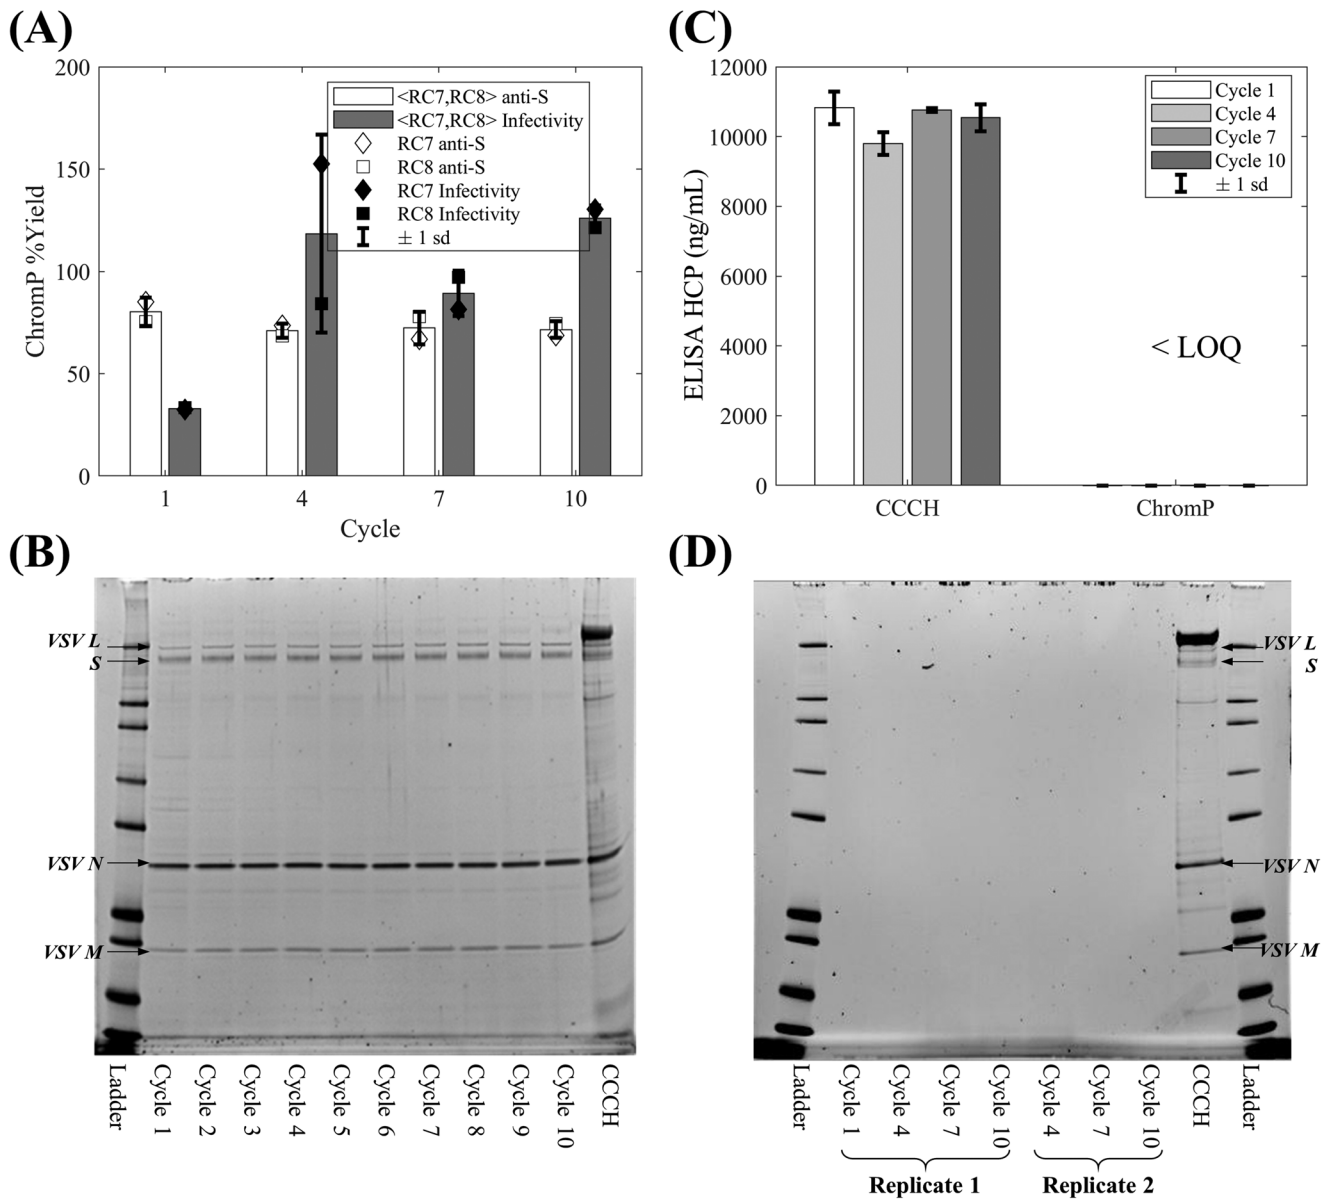 (A)
ChromP %Yield
200
150
100
50
0
<RC7,RC8> anti-S
<RC7,RC8> Infectivity
RC7 anti-S
RC8 anti-S
RC7 Infectivity
RC8 Infectivity
± 1 sd
1 4 7 10
Cycle
(C)
ELISA HCP (ng/mL)
12000
10000
8000
6000
4000
2000
0
Cycle 1
Cycle 4
Cycle 7
Cycle 10
± 1 sd
< LOQ
CCCH ChromP
(B)
VSV L
S
VSV N
VSV M
Ladder
Cycle 1
Cycle 2
Cycle 3
Cycle 4
Cycle 5
Cycle 6
Cycle 7
Cycle 8
Cycle 9
Cycle 10
CCCH
(D)
VSV L
S
VSV N
VSV M
Ladder
Cycle 1
Cycle 4
Cycle 7
Cycle 10
Cycle 4
Cycle 7
Cycle 10
CCCH
Ladder
Replicate 1 Replicate 2